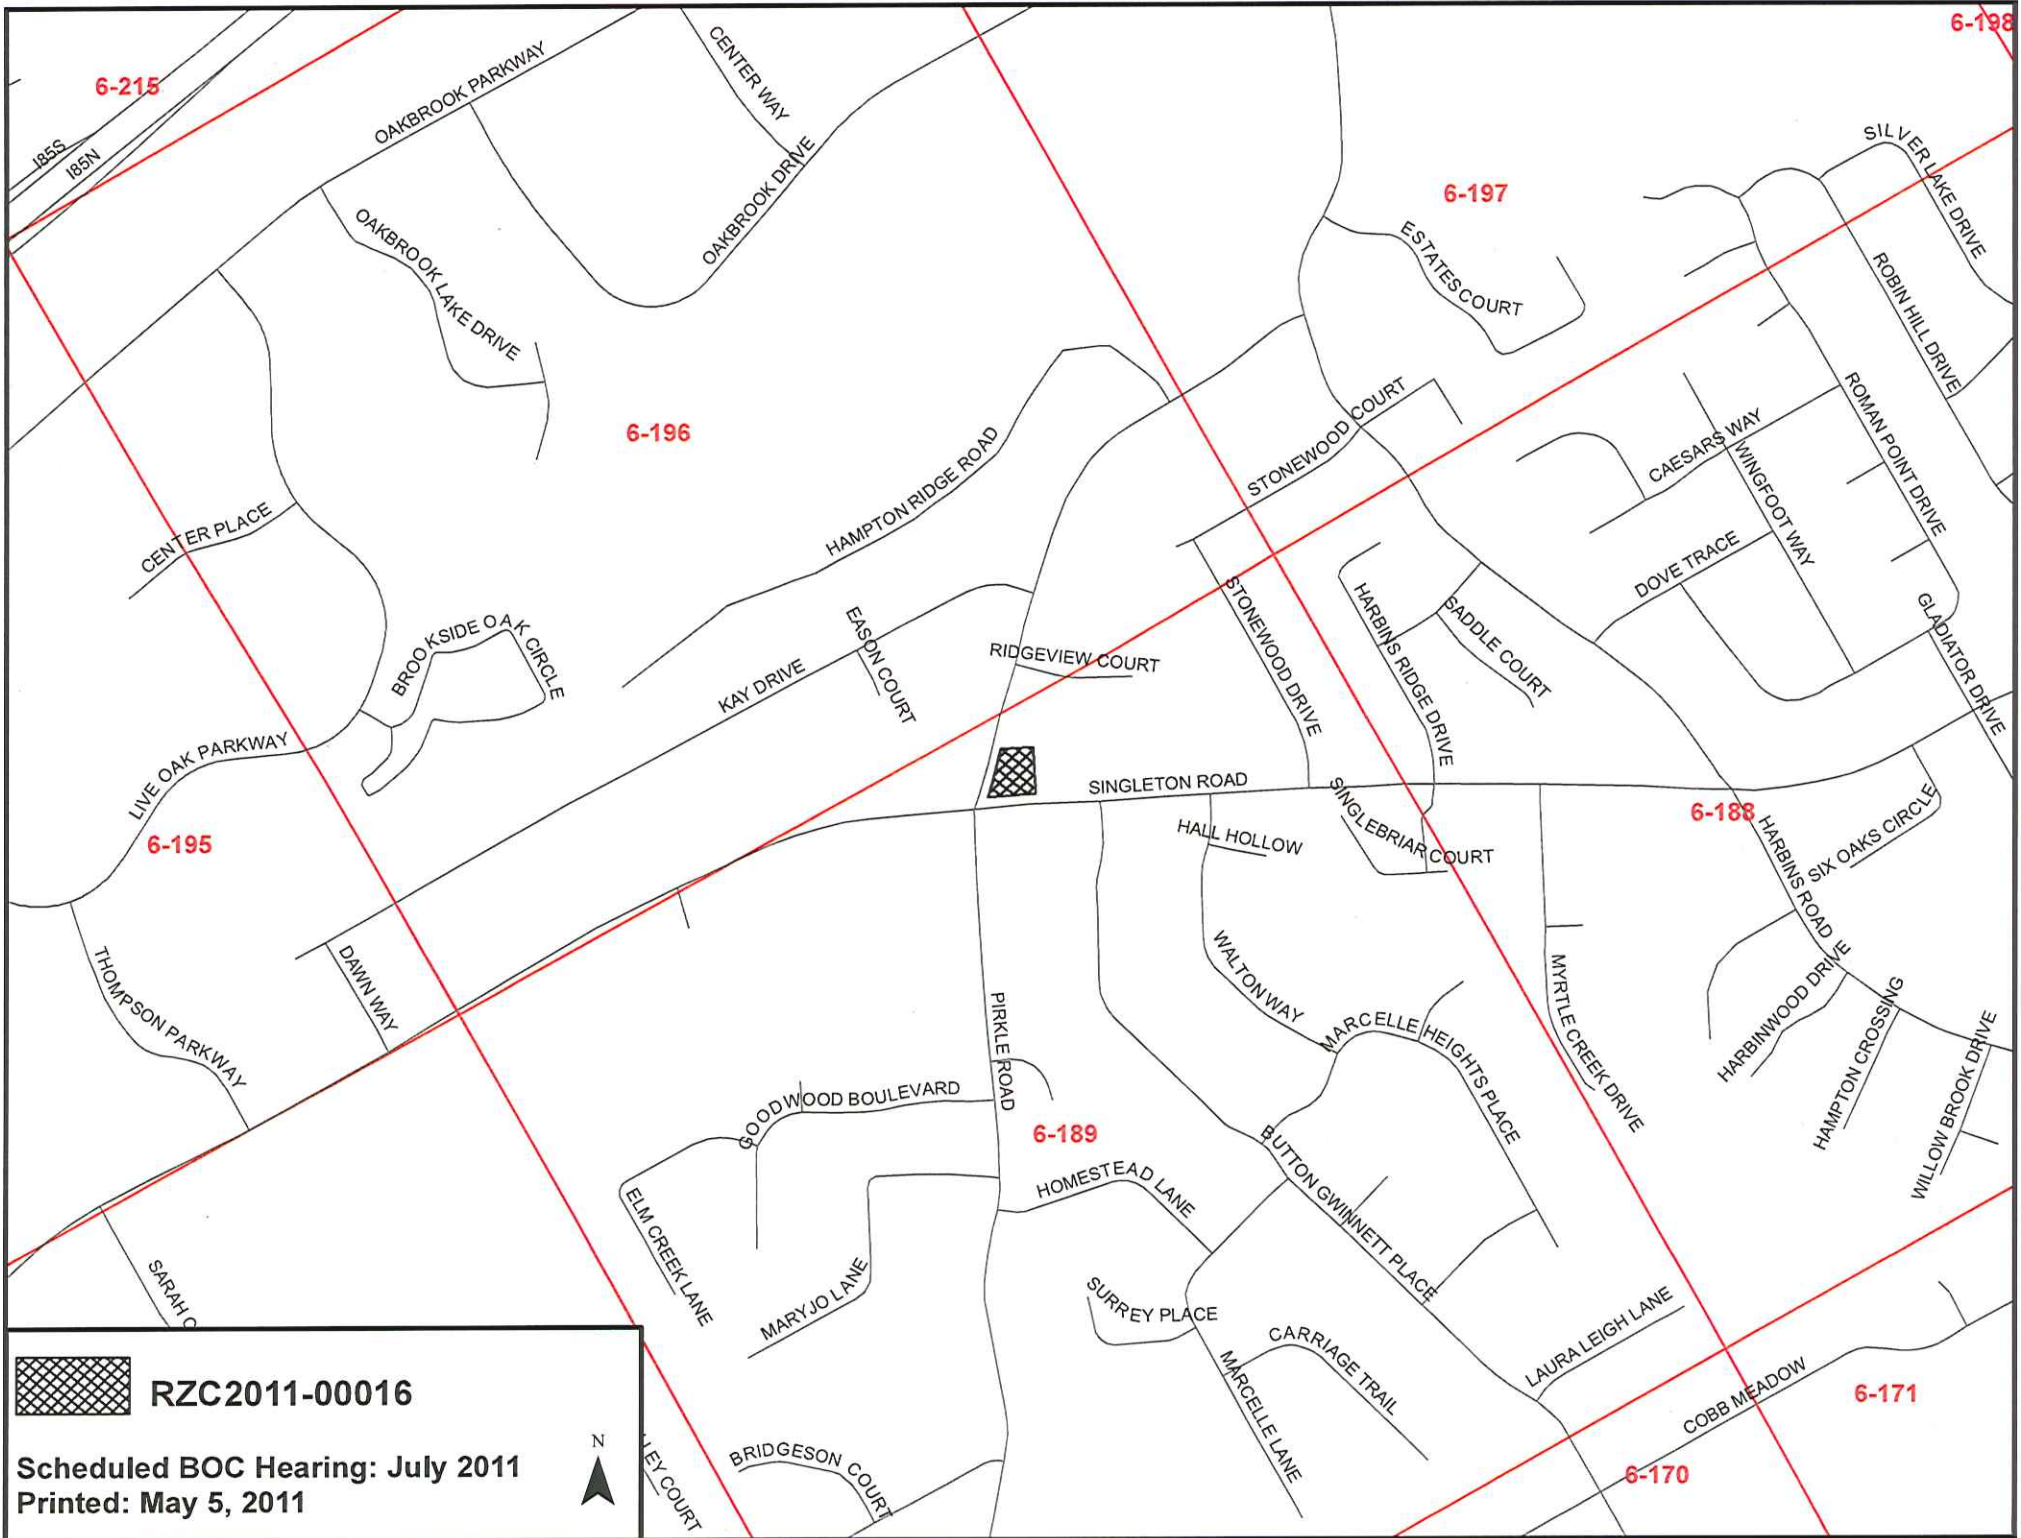 6-198
6-215
OAKBROOK PARKWAY
CENTER WAY
I85S
I85N
SILVER LAKE DRIVE
6-197
OAKBROOK DRIVE
OAKBROOK LAKE DRIVE
ESTATES COURT
ROBIN HILL DRIVE
6-196
STONEWOOD COURT
ROMAN POINT DRIVE
CAESARS WAY
WINGFOOT WAY
HAMPTON RIDGE ROAD
CENTER PLACE
DOVE TRACE
STONEWOOD DRIVE
HARBINS RIDGE DRIVE
SADDLE COURT
GLADIATOR DRIVE
BROOKSIDE OAK CIRCLE
EASON COURT
RIDGEVIEW COURT
KAY DRIVE
LIVE OAK PARKWAY
SINGLETON ROAD
6-195
HALL HOLLOW
SINGLEBRIAR COURT
6-188
HARBINS ROAD
SIX OAKS CIRCLE
THOMPSON PARKWAY
DAWN WAY
PIRKLE ROAD
WALTON WAY
MARCELLE HEIGHTS PLACE
MYRTLE CREEK DRIVE
HARBINWOOD DRIVE
HAMPTON CROSSING
WILLOW BROOK DRIVE
GOODWOOD BOULEVARD
6-189
BUTTON GWINNETT PLACE
HOMESTEAD LANE
ELM CREEK LANE
MARYJO LANE
SARAH C
SURREY PLACE
CARRIAGE TRAIL
MARCELLE LANE
LAURA LEIGH LANE
COBB MEADOW
6-171
6-170
BRIDGESON COURT
LEY COURT
RZC2011-00016
N
Scheduled BOC Hearing: July 2011
Printed: May 5, 2011